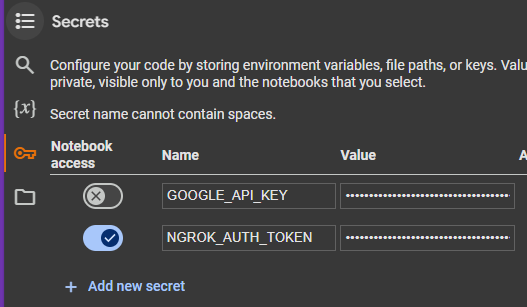 Secrets
Configure your code by storing environment variables, file paths, or keys. Valu
private, visible only to you and the notebooks that you select.
Secret name cannot contain spaces.
Notebook access Name Value A
GOOGLE_API_KEY ••••••••••••••••••••••••••••••••••
NGROK_AUTH_TOKEN ••••••••••••••••••••••••••••••••••
+ Add new secret